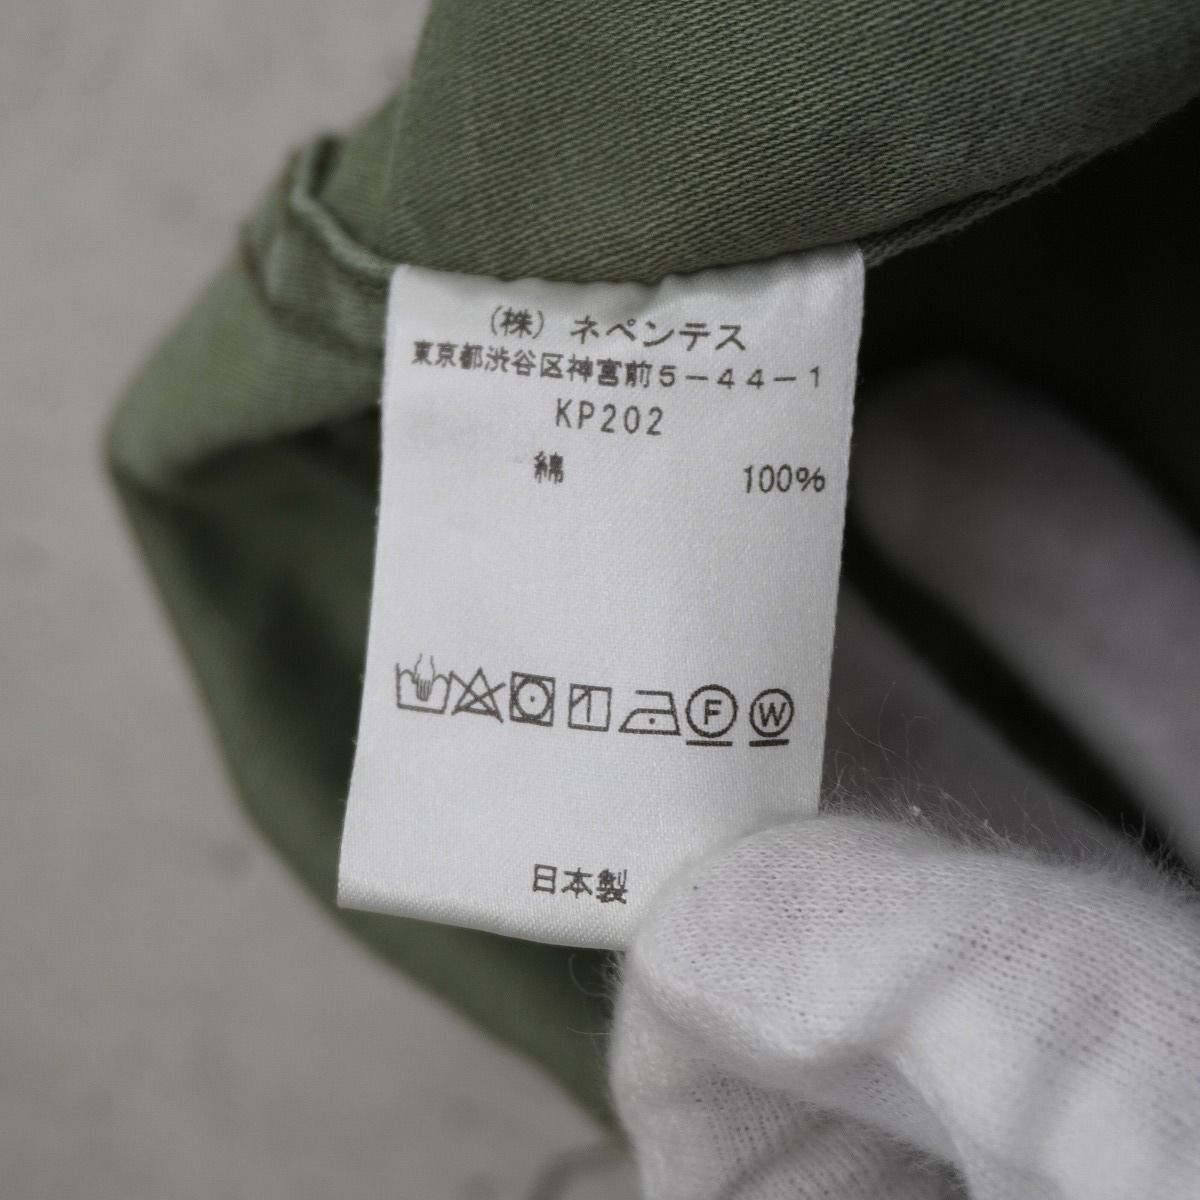 (株) ネペンテス
東京都渋谷区神宮前5-44-1
KP202
綿 100%
F W
日本製